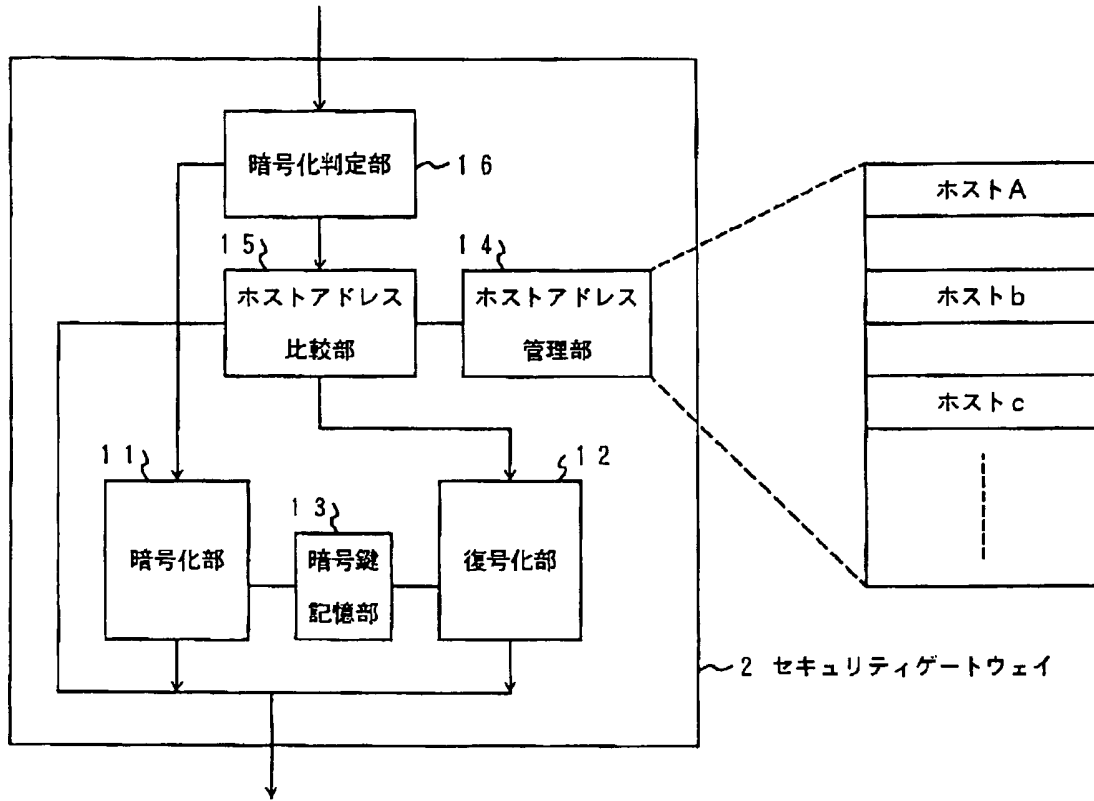 暗号化判定部
16
15
14
ホストアドレス
比較部
ホストアドレス
管理部
ホストA
ホストb
ホストc
11
12
13
暗号化部
暗号鍵
記憶部
復号化部
2 セキュリティゲートウェイ